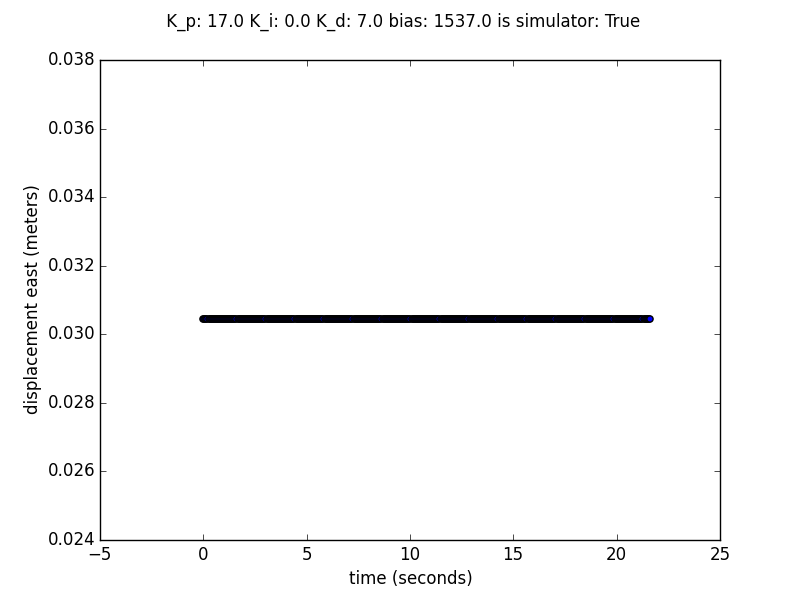 K_p: 17.0 K_i: 0.0 K_d: 7.0 bias: 1537.0 is simulator: True
0.038
0.036
0.034
0.032
0.030
0.028
0.026
0.024
displacement east (meters)
−5 0 5 10 15 20 25
time (seconds)